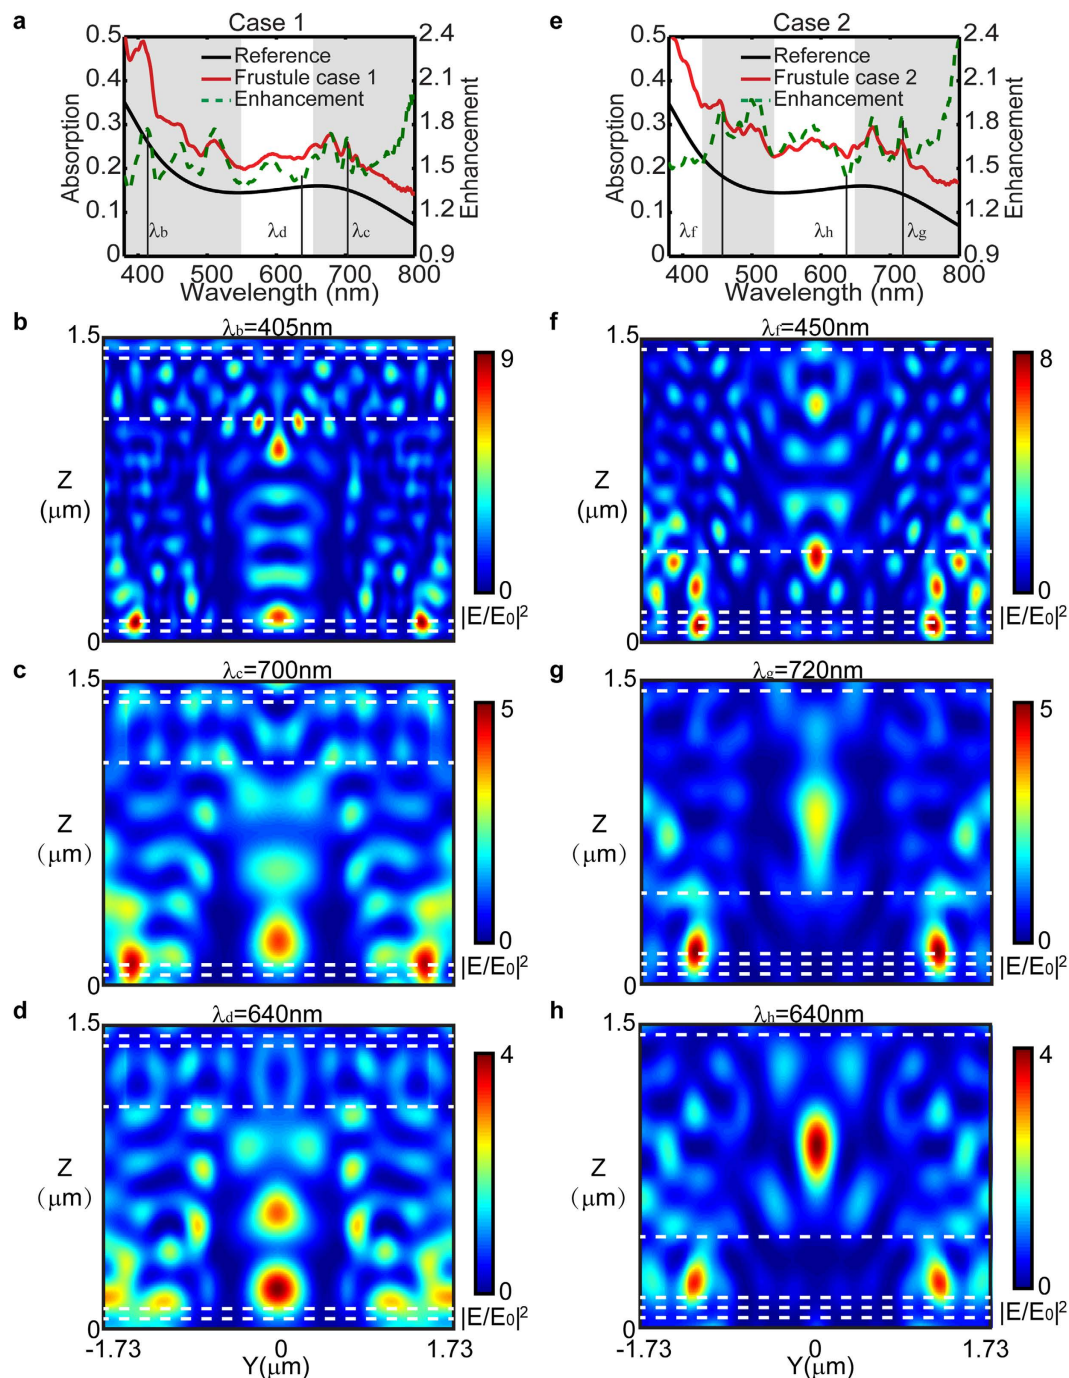 a
Case 1
0.5
0.4
0.3
0.2
0.1
0
Absorption
Reference
Frustule case 1
Enhancement
2.4
2.1
1.8
1.5
1.2
0.9
Enhancement
λb
λd
λc
400 500 600 700 800
Wavelength (nm)
e
Case 2
0.5
0.4
0.3
0.2
0.1
0
Absorption
Reference
Frustule case 2
Enhancement
2.4
2.1
1.8
1.5
1.2
0.9
Enhancement
λf
λh
λg
400 500 600 700 800
Wavelength (nm)
b
λb=405nm
1.5
Z
(μm)
0
9
0
|E/E0|²
f
λf=450nm
1.5
Z
(μm)
0
8
0
|E/E0|²
c
λc=700nm
1.5
Z
(μm)
0
5
0
|E/E0|²
g
λg=720nm
1.5
Z
(μm)
0
5
0
|E/E0|²
d
λd=640nm
1.5
Z
(μm)
0
4
0
|E/E0|²
-1.73 0 1.73
Y(μm)
h
λh=640nm
1.5
Z
(μm)
0
4
0
|E/E0|²
-1.73 0 1.73
Y(μm)